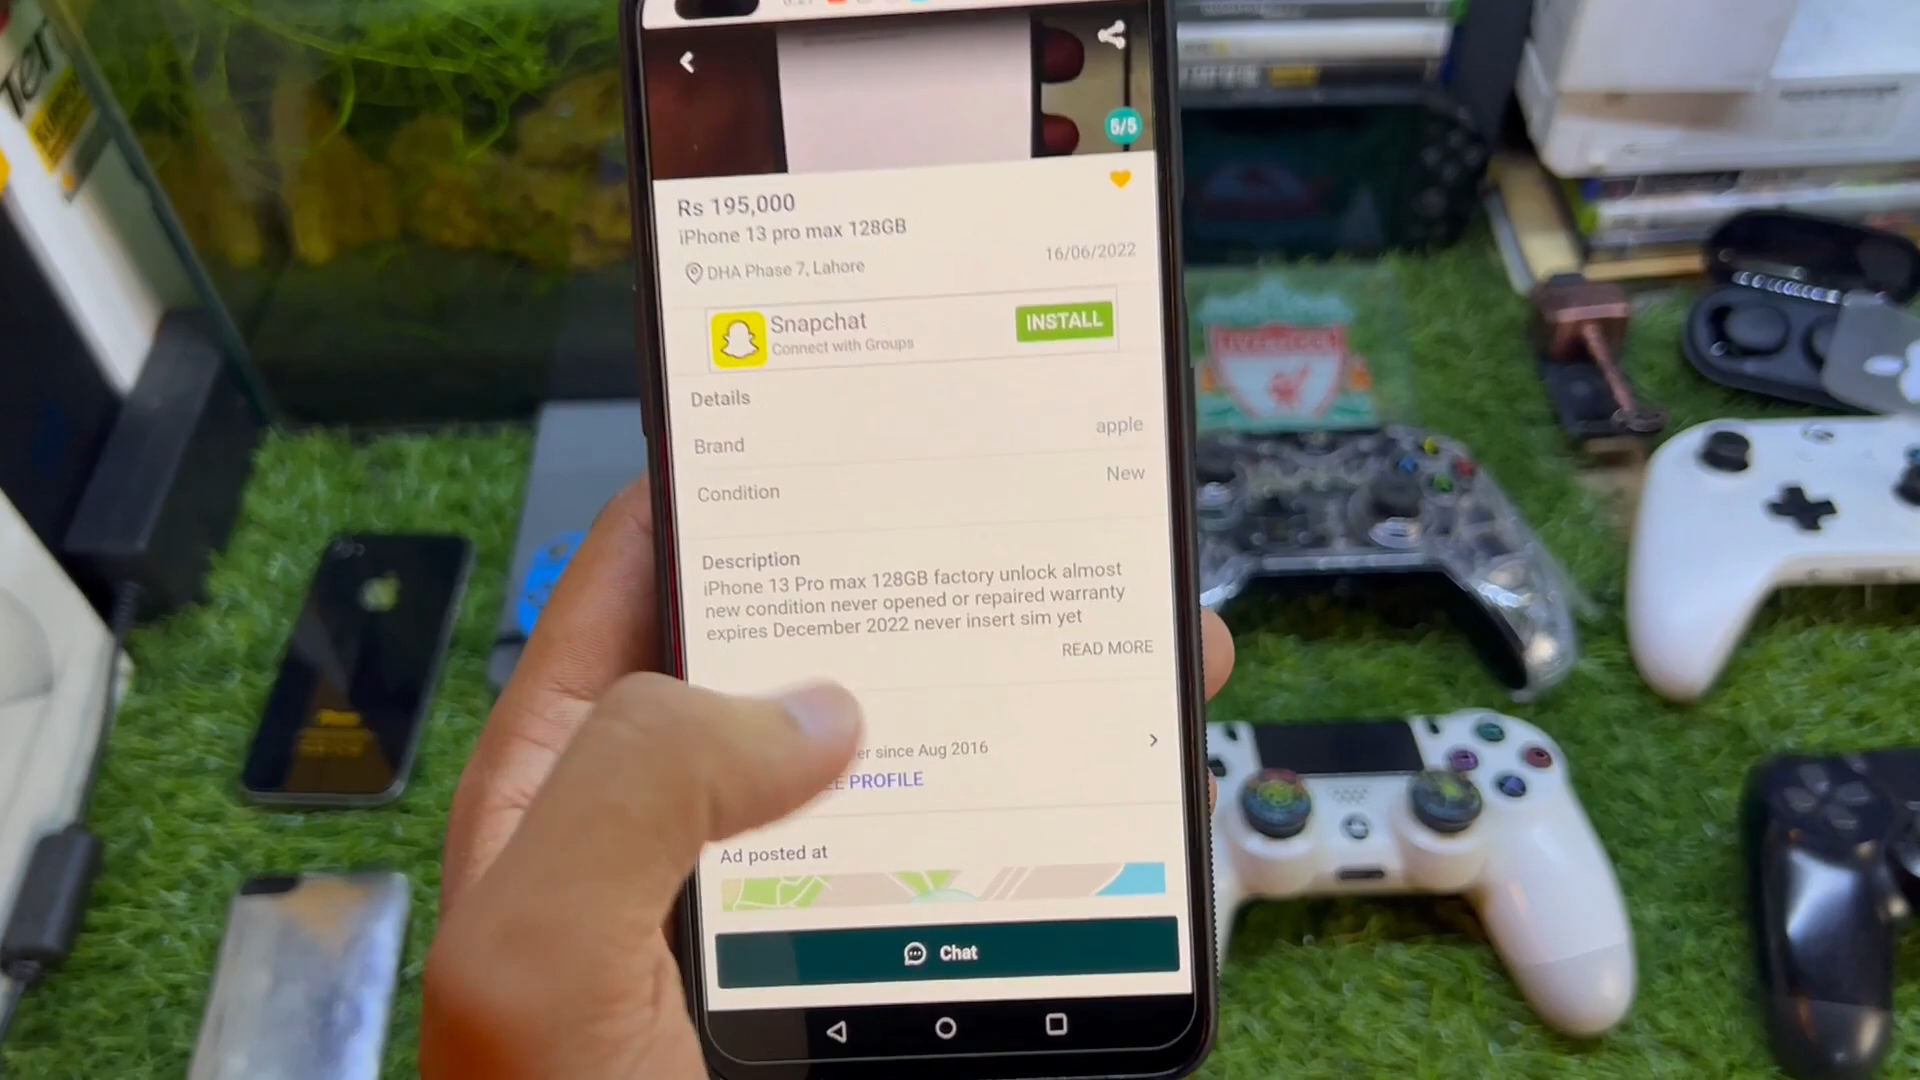 5/5
Rs 195,000
iPhone 13 pro max 128GB
DHA Phase 7, Lahore
16/06/2022
Snapchat
Connect with Groups
INSTALL
Details
Brand
apple
Condition
New
Description
iPhone 13 Pro max 128GB factory unlock almost
new condition never opened or repaired warranty
expires December 2022 never insert sim yet
READ MORE
since Aug 2016
PROFILE
Ad posted at
Chat